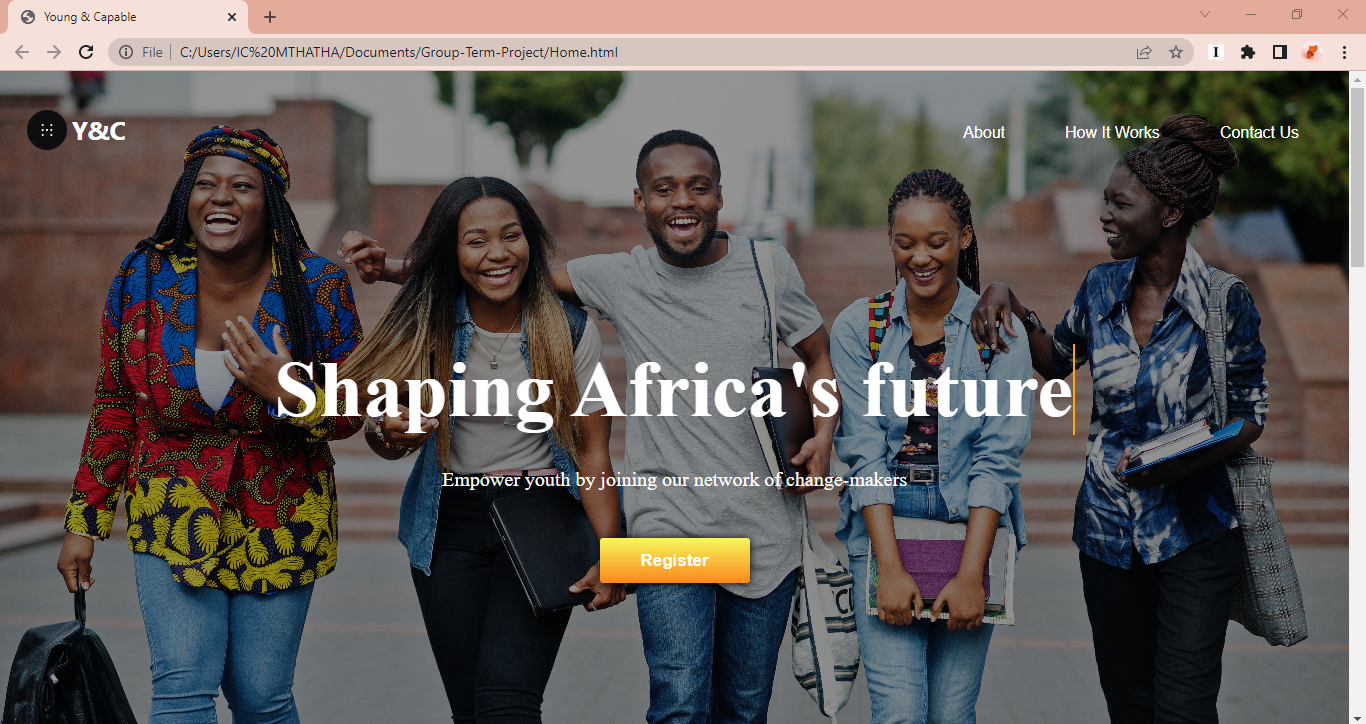 Young & Capable
File
C:/Users/IC%20MTHATHA/Documents/Group-Term-Project/Home.html
I
Y&C
About
How It Works
Contact Us
Shaping Africa's future
Empower youth by joining our network of change-makers
Register